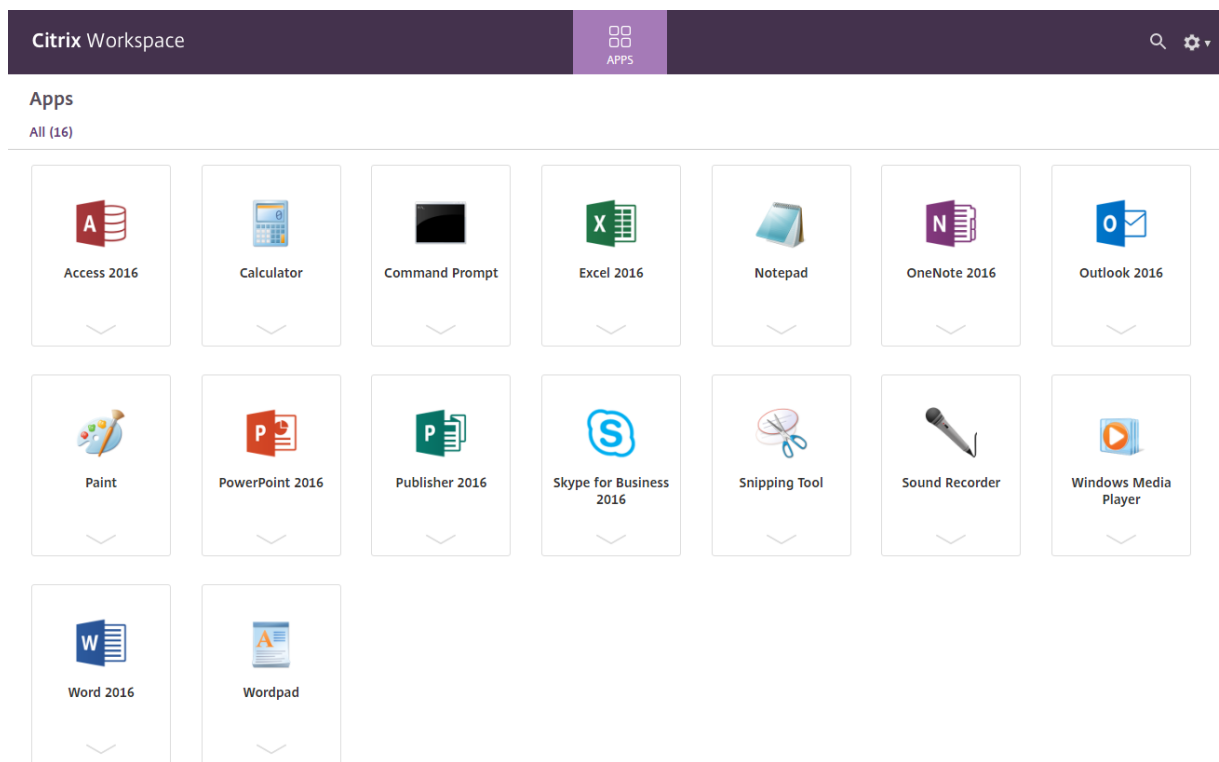 Citrix Workspace
APPS
Apps
All (16)
Access 2016
Calculator
Command Prompt
Excel 2016
Notepad
OneNote 2016
Outlook 2016
Paint
PowerPoint 2016
Publisher 2016
Skype for Business
2016
Snipping Tool
Sound Recorder
Windows Media
Player
Word 2016
Wordpad